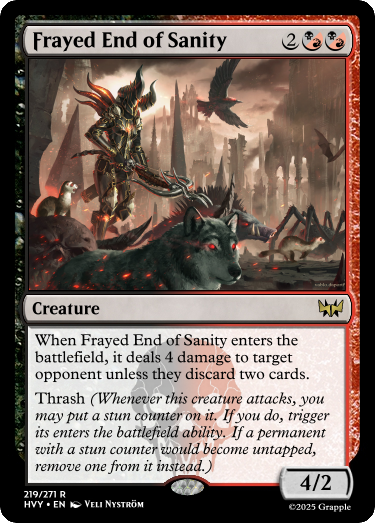 Frayed End of Sanity 2
Creature
When Frayed End of Sanity enters the
battlefield, it deals 4 damage to target
opponent unless they discard two cards.
Thrash (Whenever this creature attacks, you
may put a stun counter on it. If you do, trigger
its enters the battlefield ability. If a permanent
with a stun counter would become untapped,
remove one from it instead.)
4/2
219/271 R
HVY • EN Veli Nyström
©2025 Grapple